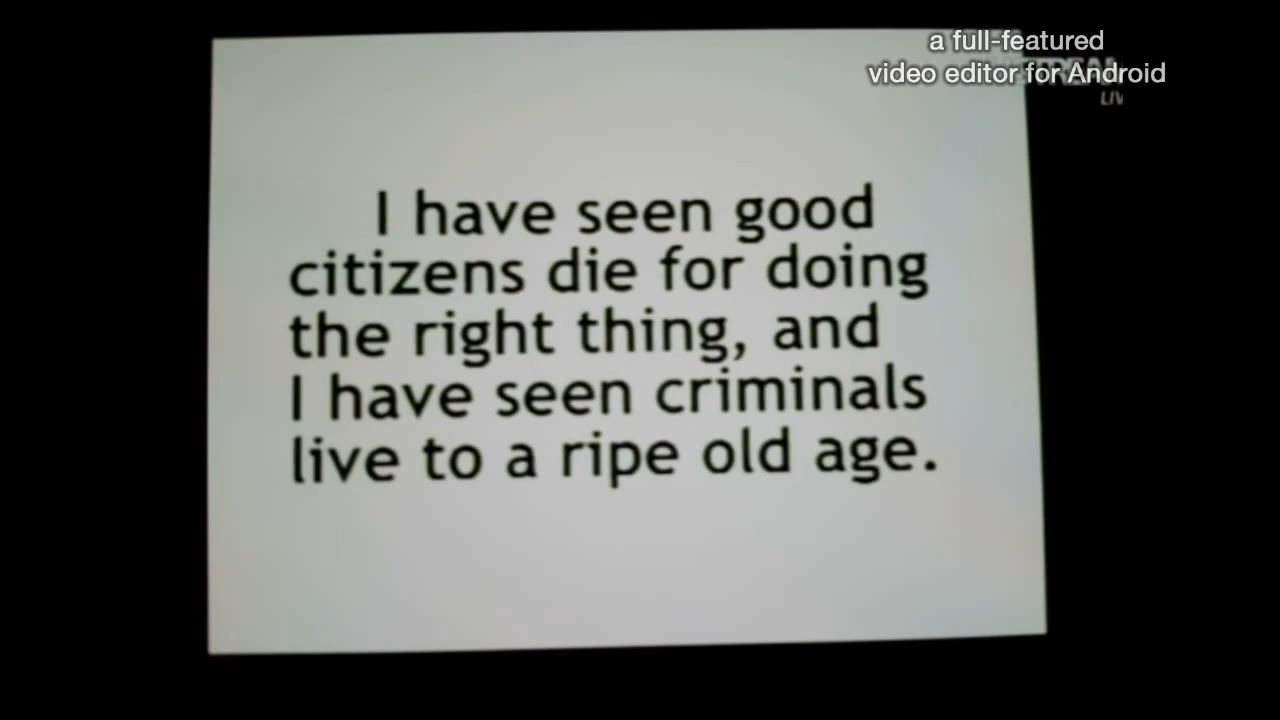 a full-featured
video editor for Android
I have seen good
citizens die for doing
the right thing, and
I have seen criminals
live to a ripe old age.